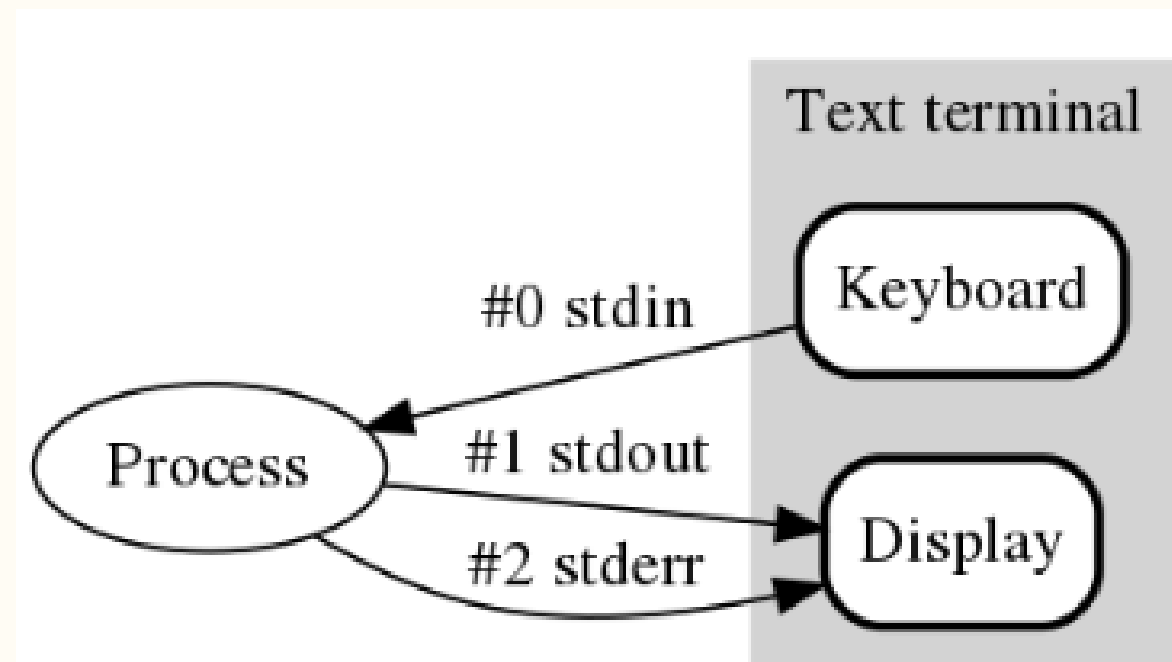 Text terminal
Keyboard
#0 stdin
#1 stdout
Process
Display
#2 stderr